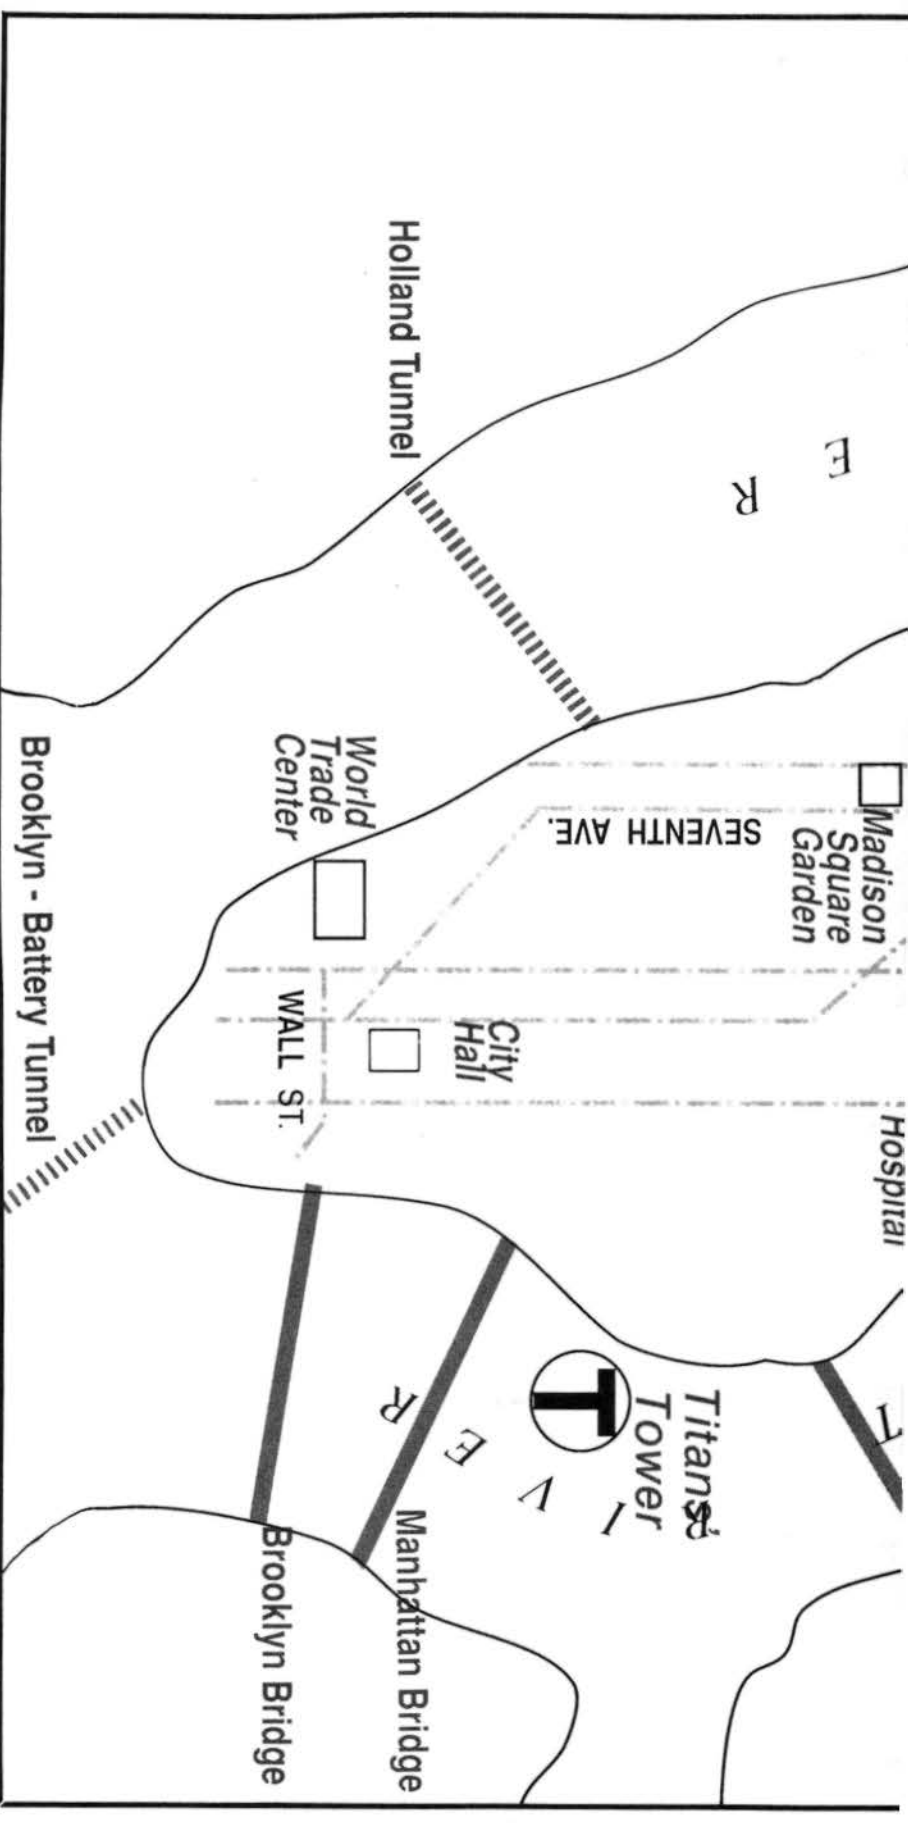 E
R
Holland Tunnel
Madison
Square
Garden
SEVENTH AVE.
World
Trade
Center
City
Hall
WALL ST.
Hospital
Brooklyn - Battery Tunnel
T
Titans'
Tower
T
R
I
V
E
R
Manhattan Bridge
Brooklyn Bridge